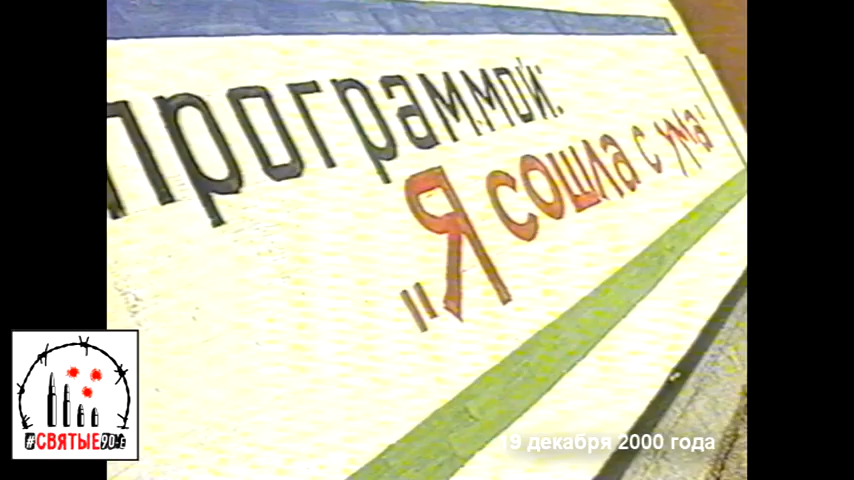 программой:
"Я сошла с ума"
9 декабря 2000 года
#СВЯТЫЕ90-Е